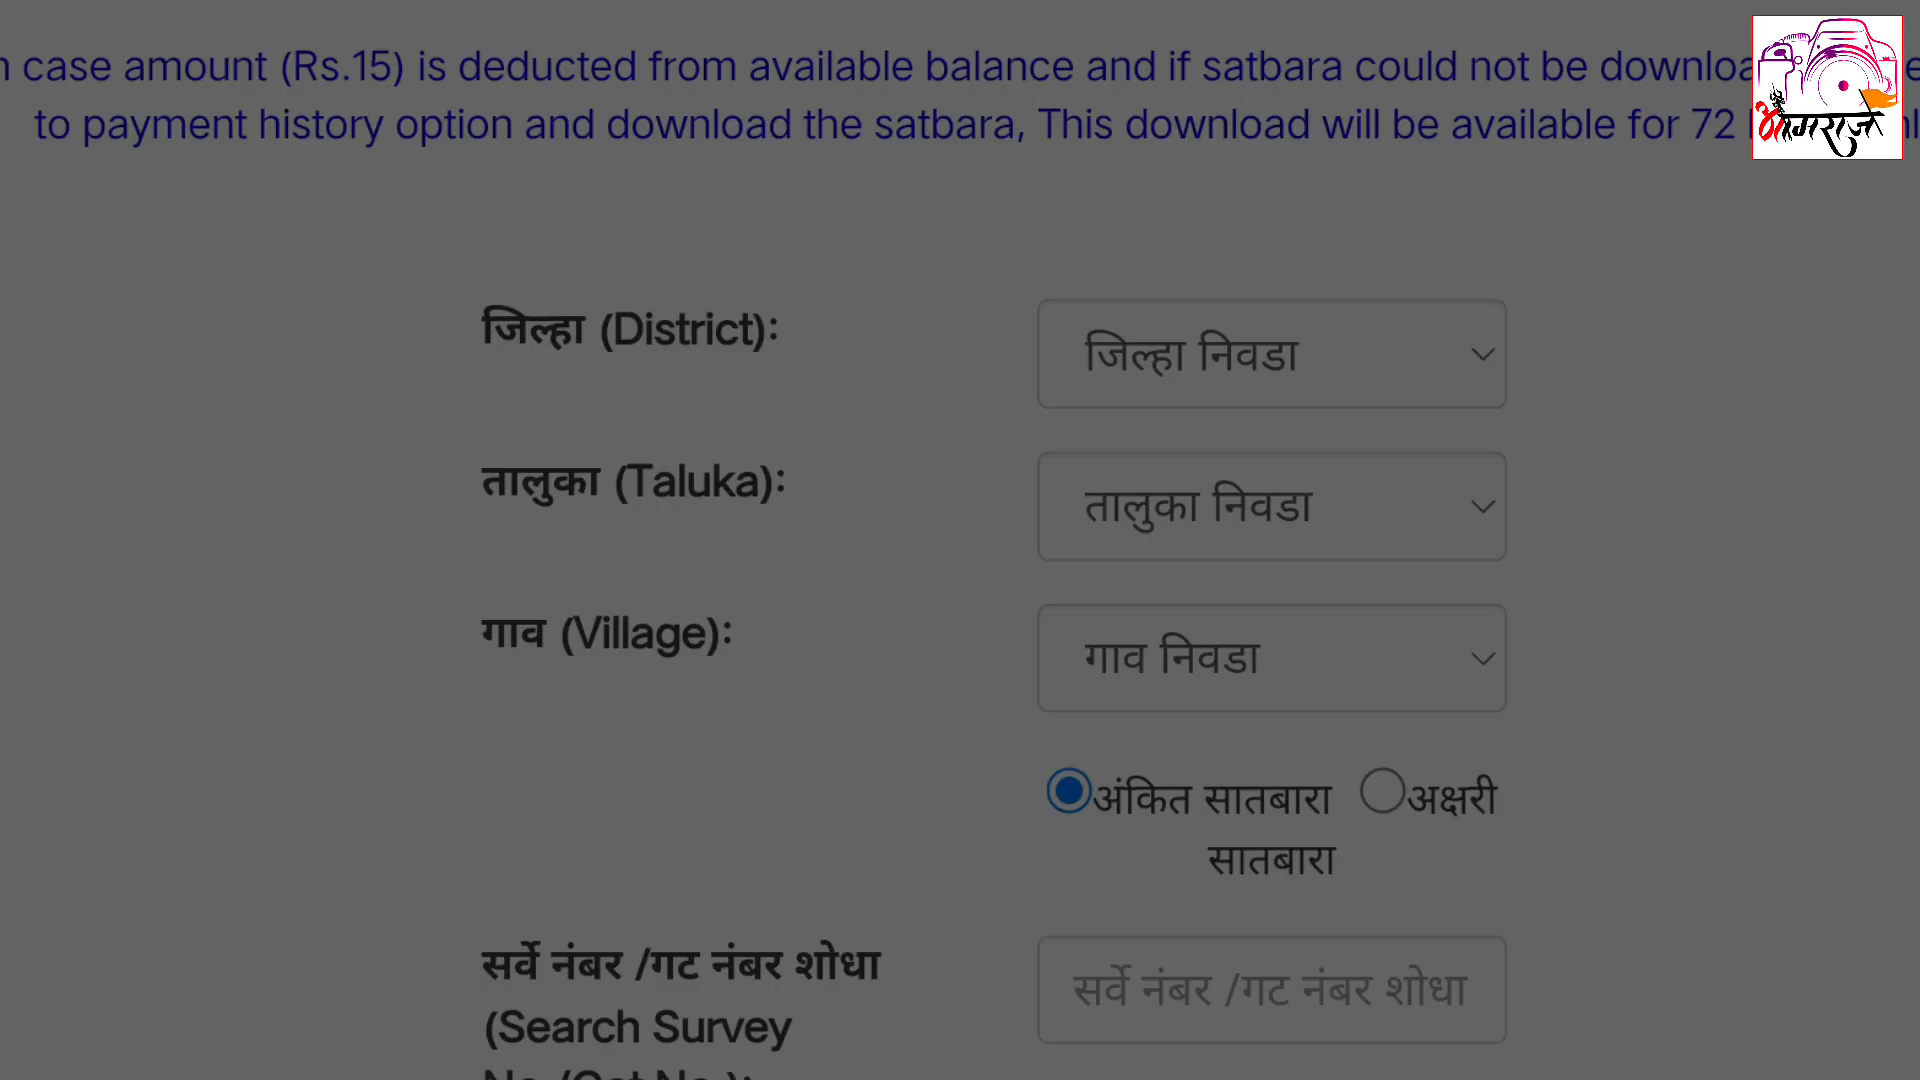 case amount (Rs.15) is deducted from available balance and if satbara could not be
to payment history option and download the satbara, This download will be available for 72
भोगराज
जिल्हा (District):
जिल्हा निवडा
तालुका (Taluka):
तालुका निवडा
गाव (Village):
गाव निवडा
अंकित सातबारा अक्षरी
सातबारा
सर्वे नंबर /गट नंबर शोधा
(Search Survey
सर्वे नंबर /गट नंबर शोधा